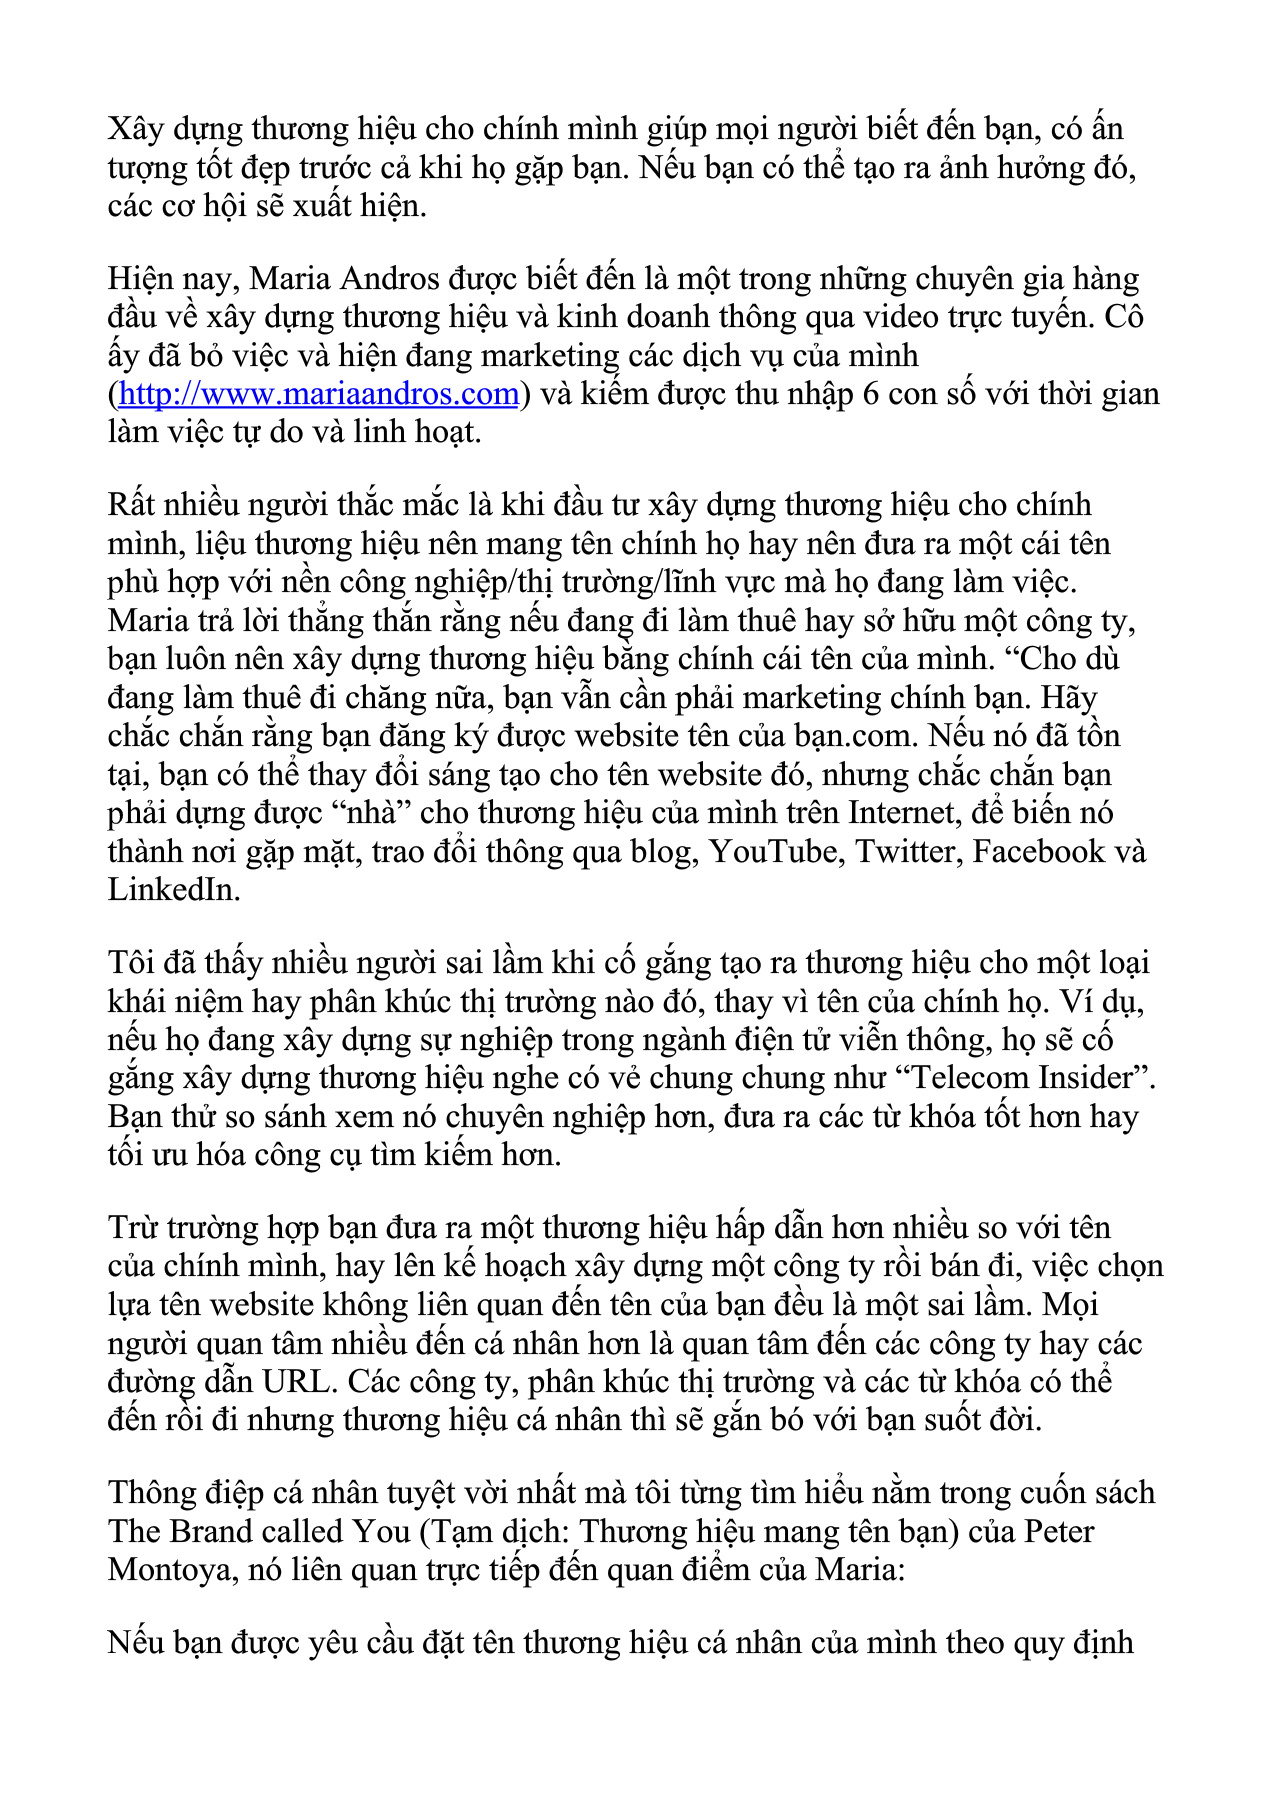 Xây dựng thương hiệu cho chính mình giúp mọi người biết đến bạn, có ấn
tượng tốt đẹp trước cả khi họ gặp bạn. Nếu bạn có thể tạo ra ảnh hưởng đó,
các cơ hội sẽ xuất hiện.
Hiện nay, Maria Andros được biết đến là một trong những chuyên gia hàng
đầu về xây dựng thương hiệu và kinh doanh thông qua video trực tuyến. Cô
ấy đã bỏ việc và hiện đang marketing các dịch vụ của mình
(http://www.mariaandros.com) và kiếm được thu nhập 6 con số với thời gian
làm việc tự do và linh hoạt.
Rất nhiều người thắc mắc là khi đầu tư xây dựng thương hiệu cho chính
mình, liệu thương hiệu nên mang tên chính họ hay nên đưa ra một cái tên
phù hợp với nền công nghiệp/thị trường/lĩnh vực mà họ đang làm việc.
Maria trả lời thẳng thắn rằng nếu đang đi làm thuê hay sở hữu một công ty,
bạn luôn nên xây dựng thương hiệu bằng chính cái tên của mình. “Cho dù
đang làm thuê đi chăng nữa, bạn vẫn cần phải marketing chính bạn. Hãy
chắc chắn rằng bạn đăng ký được website tên của bạn.com. Nếu nó đã tồn
tại, bạn có thể thay đổi sáng tạo cho tên website đó, nhưng chắc chắn bạn
phải dựng được “nhà” cho thương hiệu của mình trên Internet, để biến nó
thành nơi gặp mặt, trao đổi thông qua blog, YouTube, Twitter, Facebook và
LinkedIn.
Tôi đã thấy nhiều người sai lầm khi cố gắng tạo ra thương hiệu cho một loại
khái niệm hay phân khúc thị trường nào đó, thay vì tên của chính họ. Ví dụ,
nếu họ đang xây dựng sự nghiệp trong ngành điện tử viễn thông, họ sẽ cố
gắng xây dựng thương hiệu nghe có vẻ chung chung như “Telecom Insider”.
Bạn thử so sánh xem nó chuyên nghiệp hơn, đưa ra các từ khóa tốt hơn hay
tối ưu hóa công cụ tìm kiếm hơn.
Trừ trường hợp bạn đưa ra một thương hiệu hấp dẫn hơn nhiều so với tên
của chính mình, hay lên kế hoạch xây dựng một công ty rồi bán đi, việc chọn
lựa tên website không liên quan đến tên của bạn đều là một sai lầm. Mọi
người quan tâm nhiều đến cá nhân hơn là quan tâm đến các công ty hay các
đường dẫn URL. Các công ty, phân khúc thị trường và các từ khóa có thể
đến rồi đi nhưng thương hiệu cá nhân thì sẽ gắn bó với bạn suốt đời.
Thông điệp cá nhân tuyệt vời nhất mà tôi từng tìm hiểu nằm trong cuốn sách
The Brand called You (Tạm dịch: Thương hiệu mang tên bạn) của Peter
Montoya, nó liên quan trực tiếp đến quan điểm của Maria:
Nếu bạn được yêu cầu đặt tên thương hiệu cá nhân của mình theo quy định